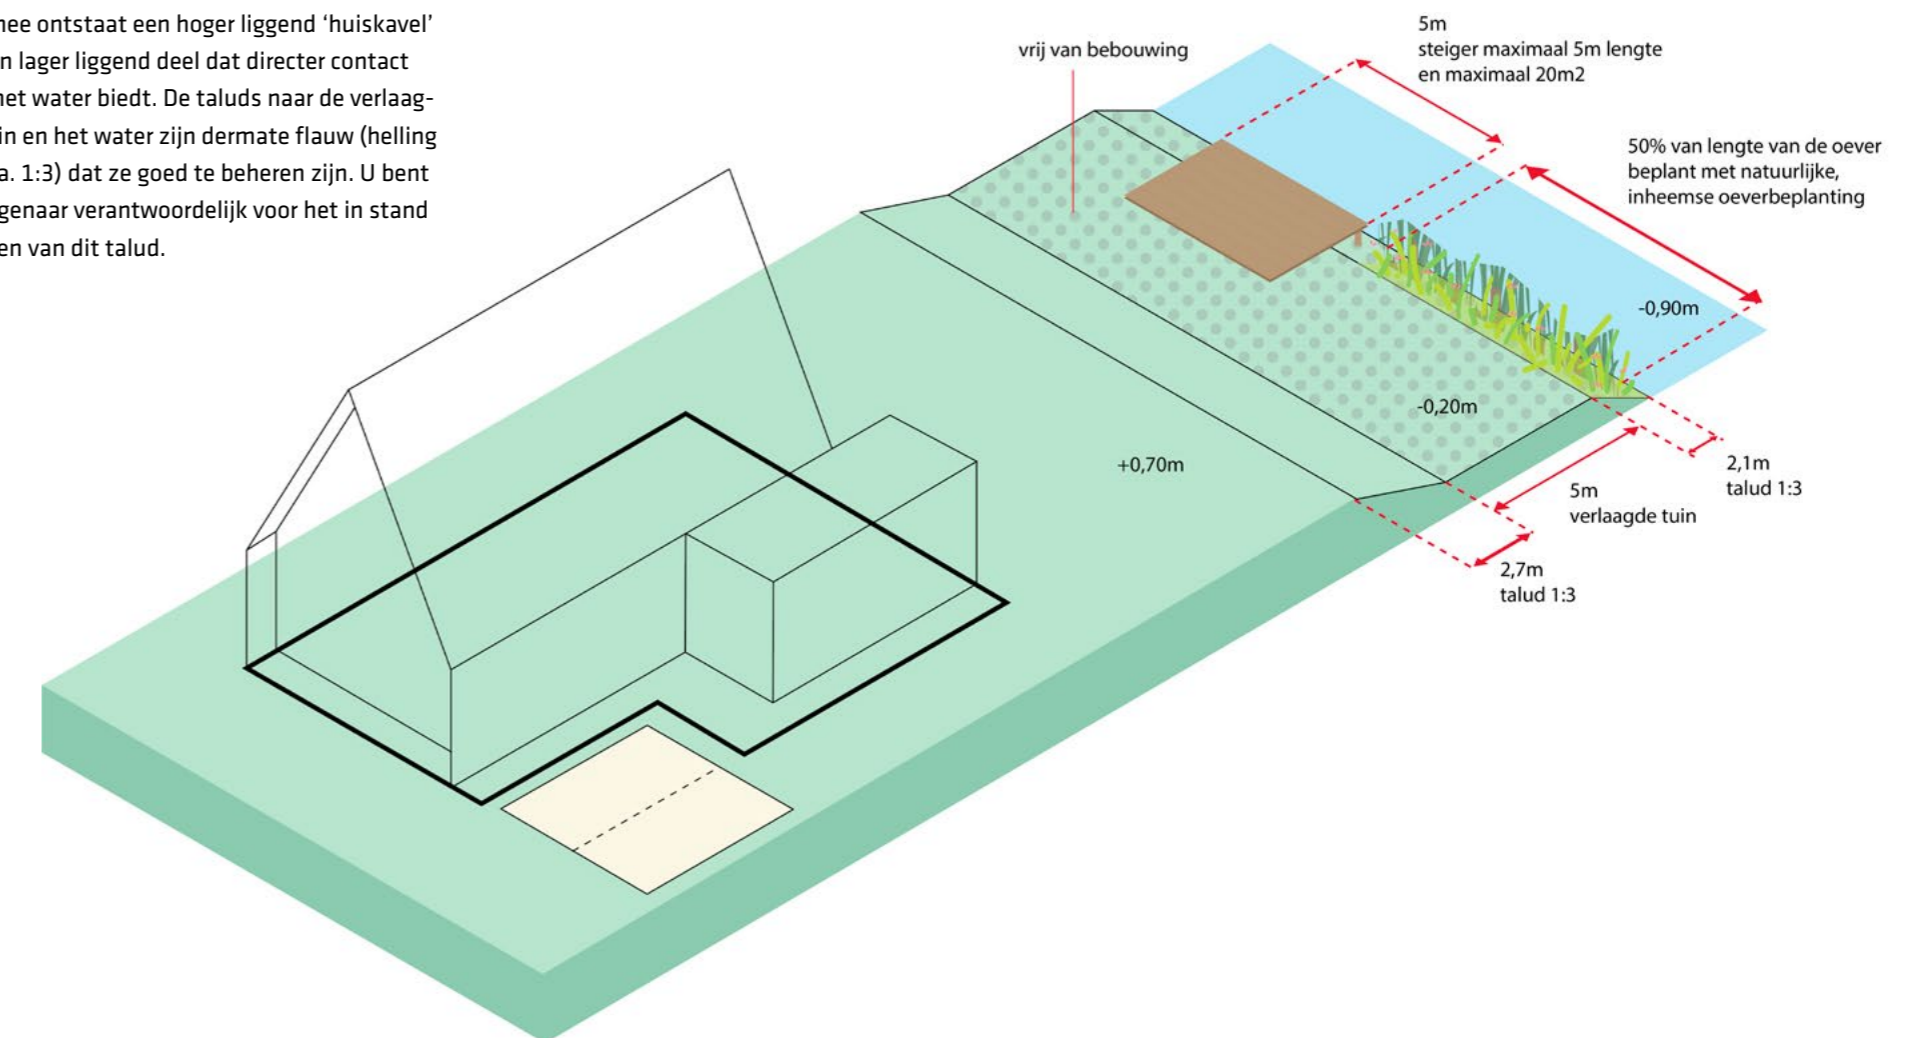 mee ontstaat een hoger liggend ‘huiskavel’
n lager liggend deel dat directer contact
het water biedt. De taluds naar de verlaag-
in en het water zijn dermate flauw (helling
a. 1:3) dat ze goed te beheren zijn. U bent
genaar verantwoordelijk voor het in stand
en van dit talud.
vrij van bebouwing
5m
steiger maximaal 5m lengte
en maximaal 20m2
50% van lengte van de oever
beplant met natuurlijke,
inheemse oeverbeplanting
-0,90m
-0,20m
+0,70m
2,1m
talud 1:3
5m
verlaagde tuin
2,7m
talud 1:3